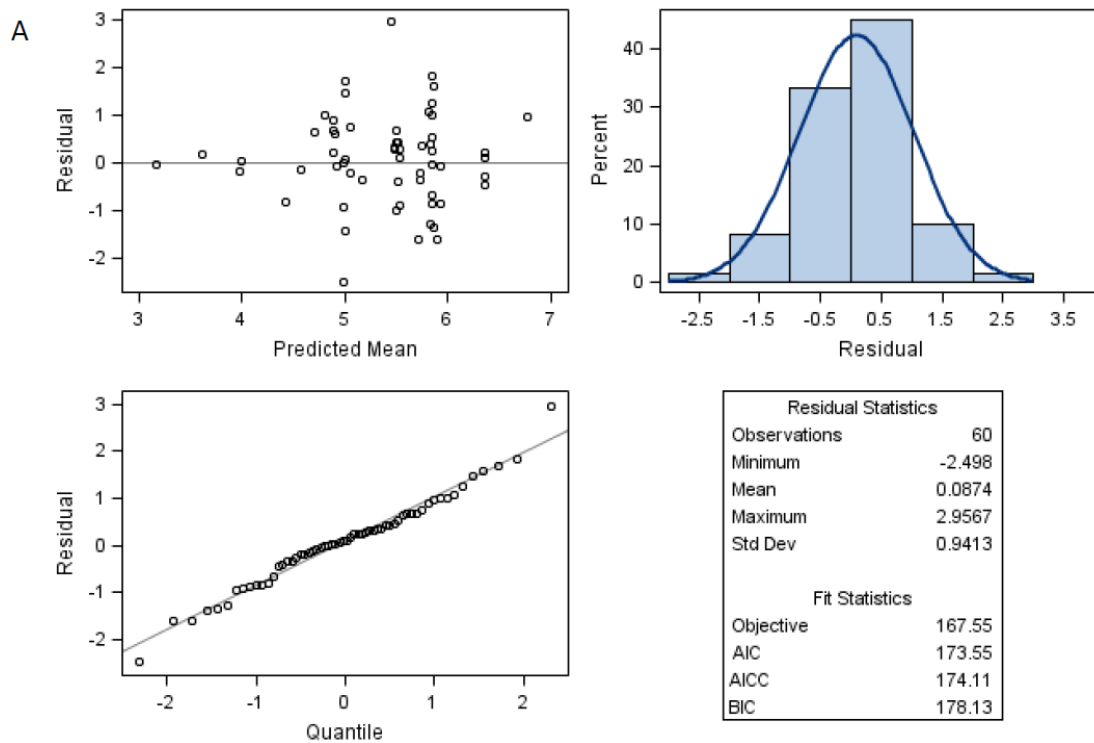 A
3
2
1
0
-1
-2
Residual
3 4 5 6 7
Predicted Mean
40
30
20
10
0
Percent
-2.5 -1.5 -0.5 0.5 1.5 2.5 3.5
Residual
3
2
1
0
-1
-2
Residual
-2 -1 0 1 2
Quantile
Residual Statistics
Observations 60
Minimum -2.498
Mean 0.0874
Maximum 2.9567
Std Dev 0.9413
Fit Statistics
Objective 167.55
AIC 173.55
AICC 174.11
BIC 178.13